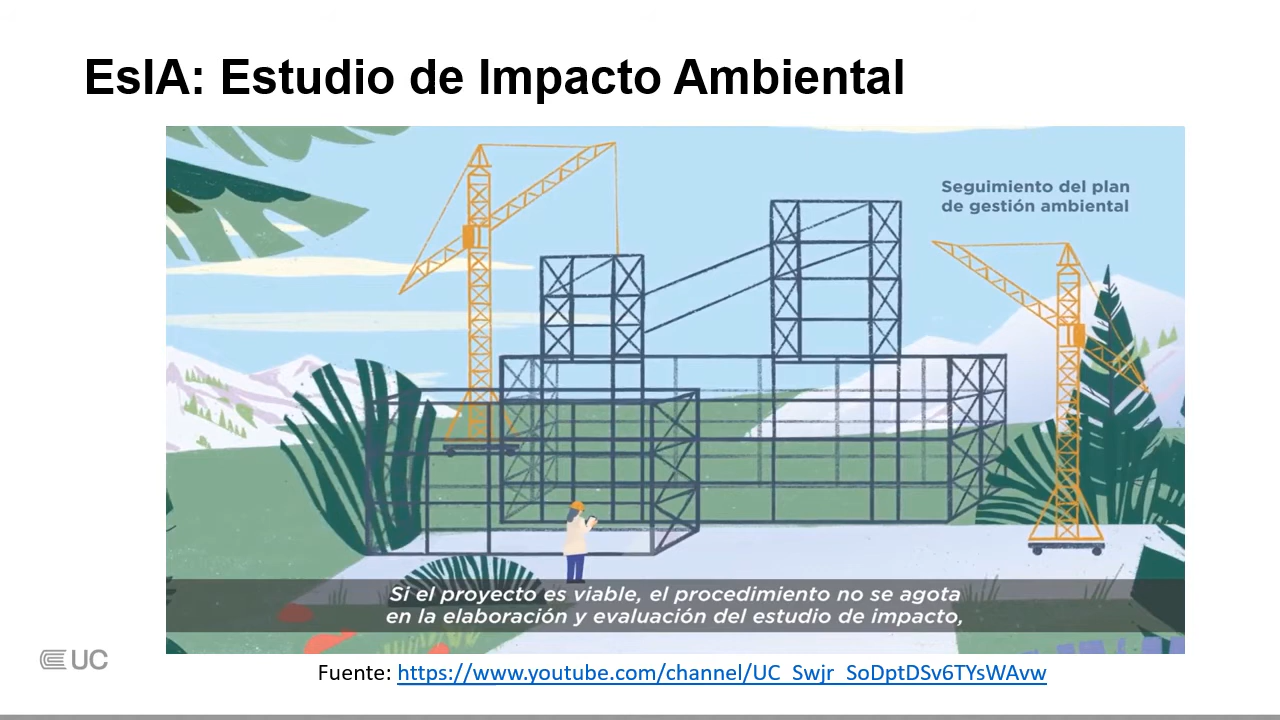 EsIA: Estudio de Impacto Ambiental
Seguimiento del plan
de gestión ambiental
Si el proyecto es viable, el procedimiento no se agota
en la elaboración y evaluación del estudio de impacto,
UC
Fuente: https://www.youtube.com/channel/UC_Swjr_SoDptDSv6TYsWAvw